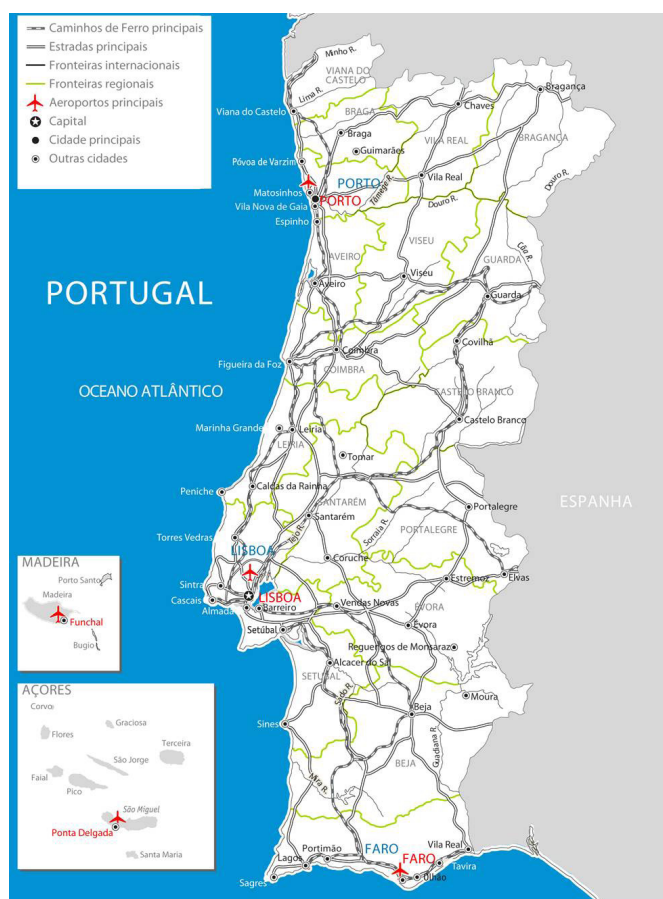 Caminhos de Ferro principais
Estradas principais
Fronteiras internacionais
Fronteiras regionais
Aeroportos principais
Capital
Cidade principais
Outras cidades
Minho R.
VIANA DO
CASTELO
Lima R.
Viana do Castelo
BRAGA
Chaves
Bragança
Braga
VILA REAL
BRAGANÇA
Guimarães
Póvoa de Varzim
PORTO
Vila Real
Tâmega R.
Douro R.
Matosinhos
PORTO
Vila Nova de Gaia
Douro R.
Espinho
VISEU
Côa R.
AVEIRO
GUARDA
Viseu
Aveiro
Guarda
PORTUGAL
Covilhã
Coimbra
Figueira da Foz
COIMBRA
OCEANO ATLÂNTICO
CASTELO BRANCO
Castelo Branco
Marinha Grande
Leiria
LEIRIA
Tomar
Caldas da Rainha
Peniche
SANTARÉM
Portalegre
ESPANHA
Santarém
Tejo R.
Sorraia R.
PORTALEGRE
Torres Vedras
LISBOA
Coruche
Estremoz
Elvas
Sintra
Cascais
LISBOA
Almada
Barreiro
Vendas Novas
ÉVORA
Évora
Setúbal
Reguengos de Monsaraz
Alcacer do Sal
SETUBAL
Sado R.
Moura
Beja
Sines
Guadiana R.
BEJA
Mira R.
FARO
Vila Real
Portimão
FARO
Lagos
Tavira
Olhão
Sagres
MADEIRA
Porto Santo
Madeira
Funchal
Bugio
AÇORES
Corvo
Graciosa
Flores
Terceira
São Jorge
Faial
Pico
São Miguel
Ponta Delgada
Santa Maria